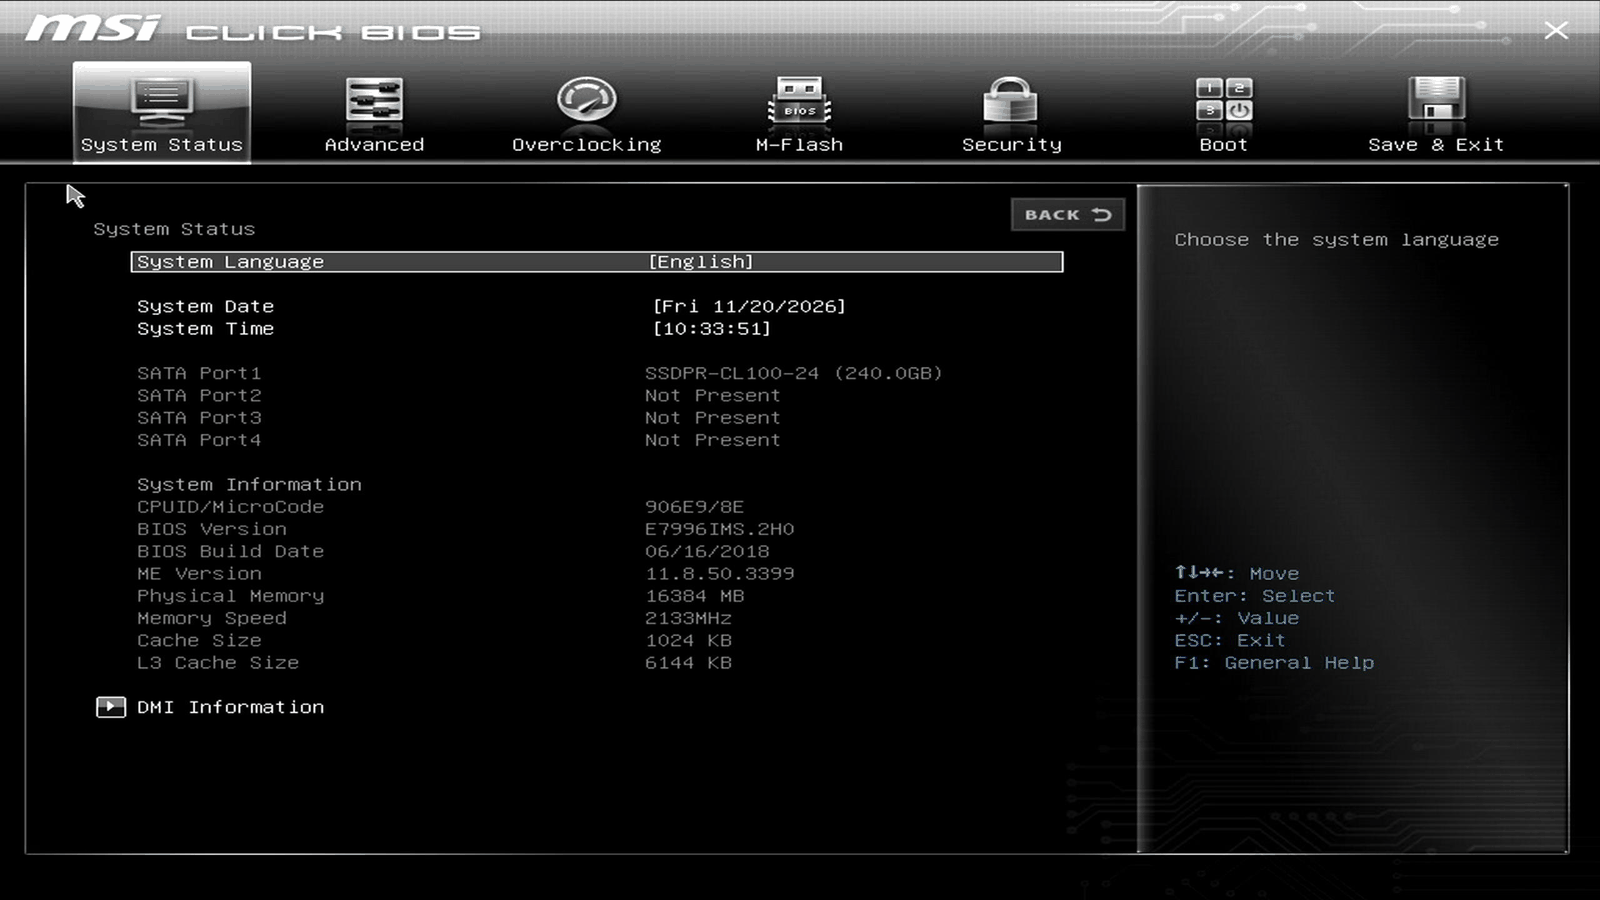 msi CLICK BIOS
System Status
Advanced
Overclocking
BIOS
M-Flash
Security
1 2
3
Boot
Save & Exit
BACK
System Status
System Language [English]
System Date [Fri 11/20/2026]
System Time [10:33:51]
SATA Port1 SSDPR-CL100-24 (240.0GB)
SATA Port2 Not Present
SATA Port3 Not Present
SATA Port4 Not Present
System Information
CPUID/MicroCode 906E9/8E
BIOS Version E7996IMS.2H0
BIOS Build Date 06/16/2018
ME Version 11.8.50.3399
Physical Memory 16384 MB
Memory Speed 2133MHz
Cache Size 1024 KB
L3 Cache Size 6144 KB
DMI Information
Choose the system language
↑↓→←: Move
Enter: Select
+/-: Value
ESC: Exit
F1: General Help